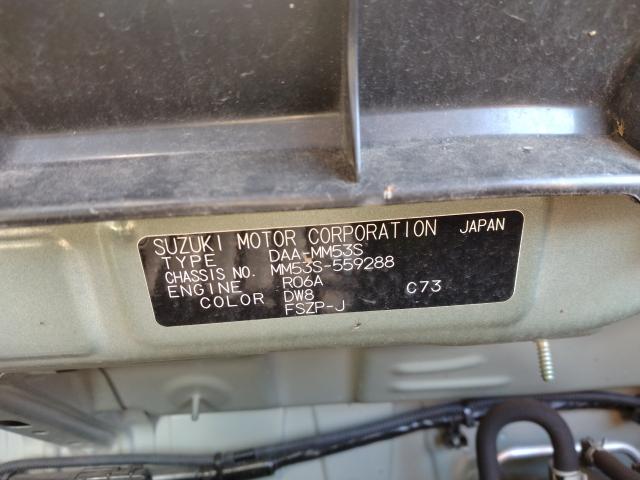 SUZUKI MOTOR CORPORATION JAPAN
TYPE DAA-MM53S
CHASSIS NO. MM53S-559288
ENGINE R06A C73
COLOR DW8
FSZP-J